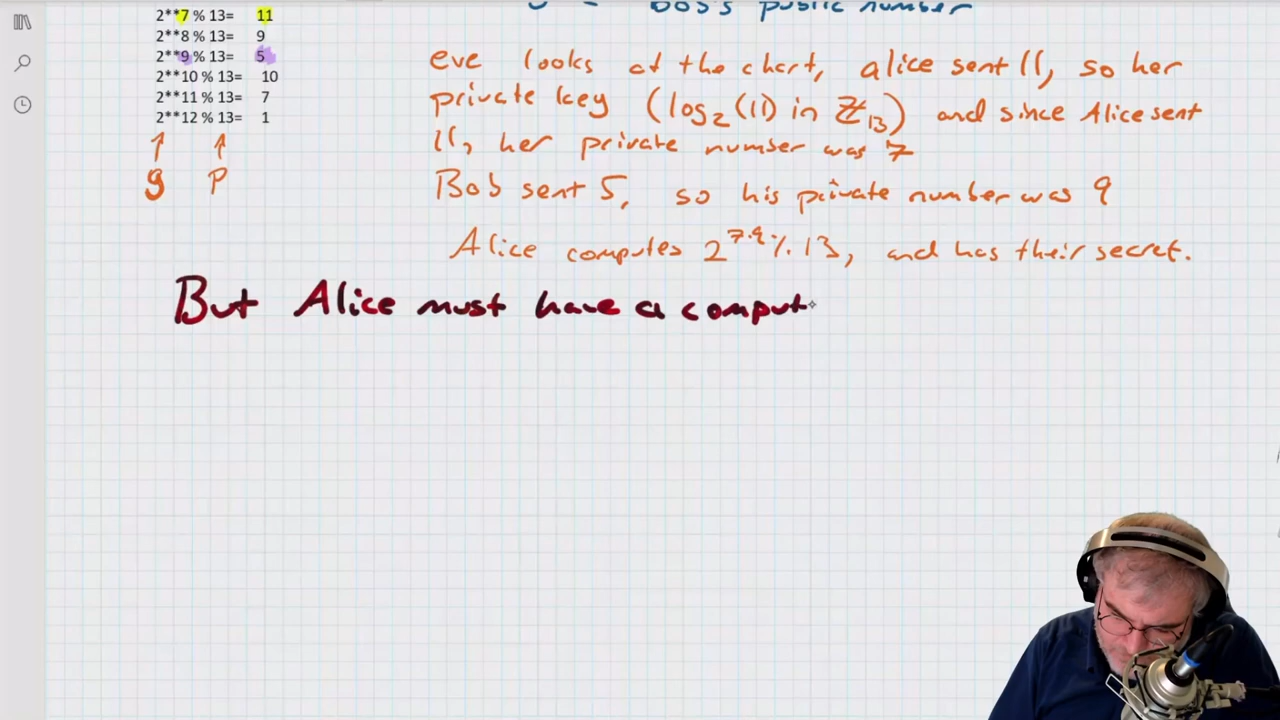 Bob's public number
2**7 % 13= 11
2**8 % 13= 9
2**9 % 13= 5
2**10 % 13= 10
2**11 % 13= 7
2**12 % 13= 1
g p
eve looks at the chart, alice sent 11, so her
private key (log₂(11) in ℤ₁₃) and since Alice sent
11, her private number was 7
Bob sent 5, so his private number was 9
Alice computes 2^7·9 % 13, and has their secret.
But Alice must have a comput